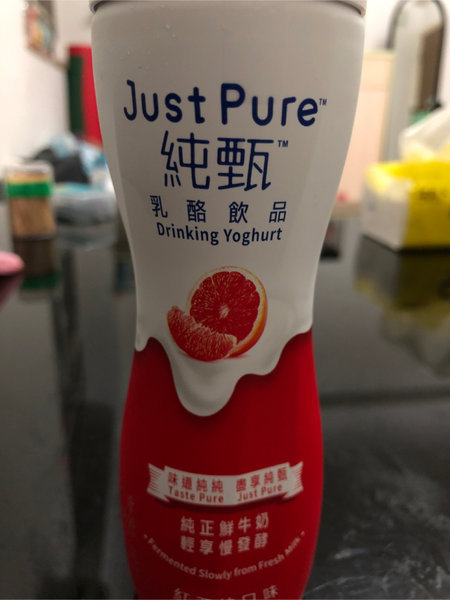 Just Pure™
純甄™
乳酪飲品
Drinking Yoghurt
味道純純 盡享純甄
Taste Pure Just Pure
純正鮮牛奶
輕享慢發酵
• Fermented Slowly from Fresh Milk •